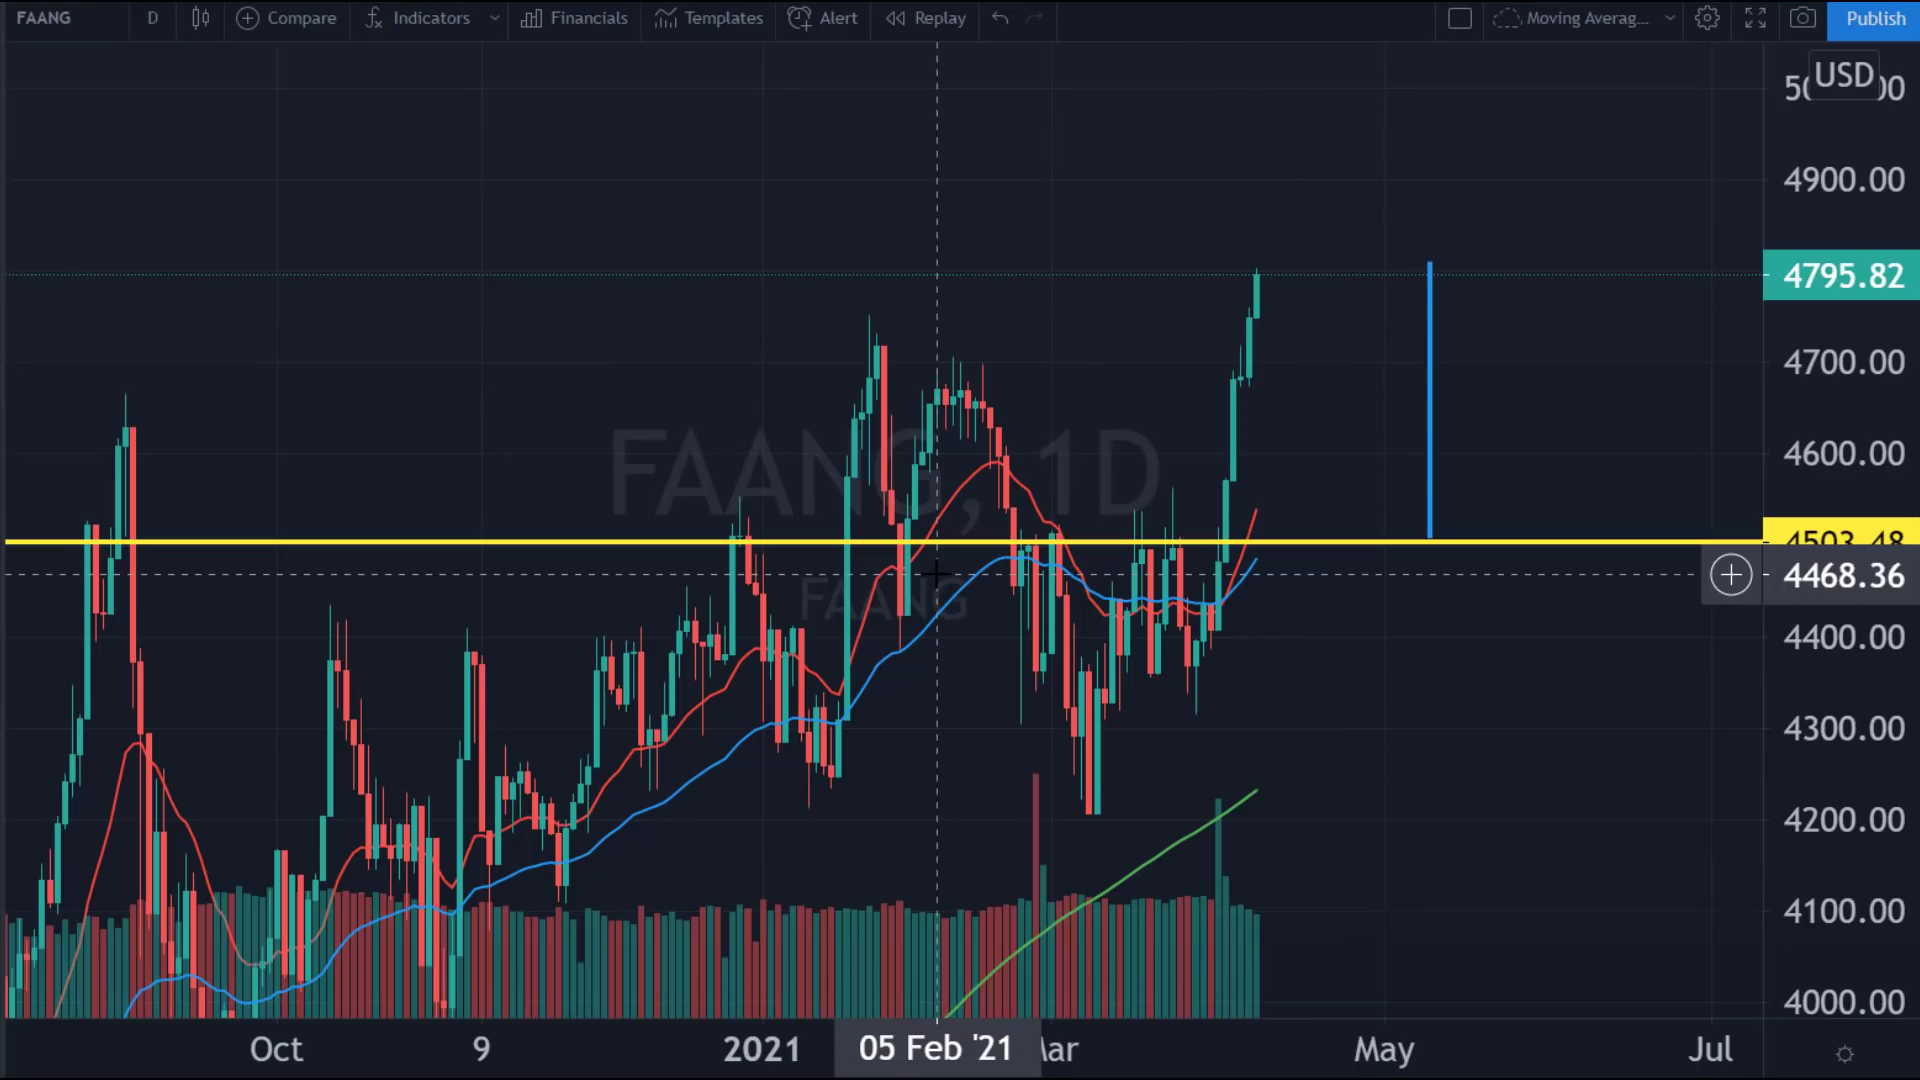 FAANG D Compare Indicators Financials Templates Alert Replay Moving Averag... Publish
USD
4900.00
4795.82
4700.00
4600.00
FAANG, 1D
4503.48
4468.36
FAANG
4400.00
4300.00
4200.00
4100.00
4000.00
Oct 9 2021 05 Feb '21 May Jul